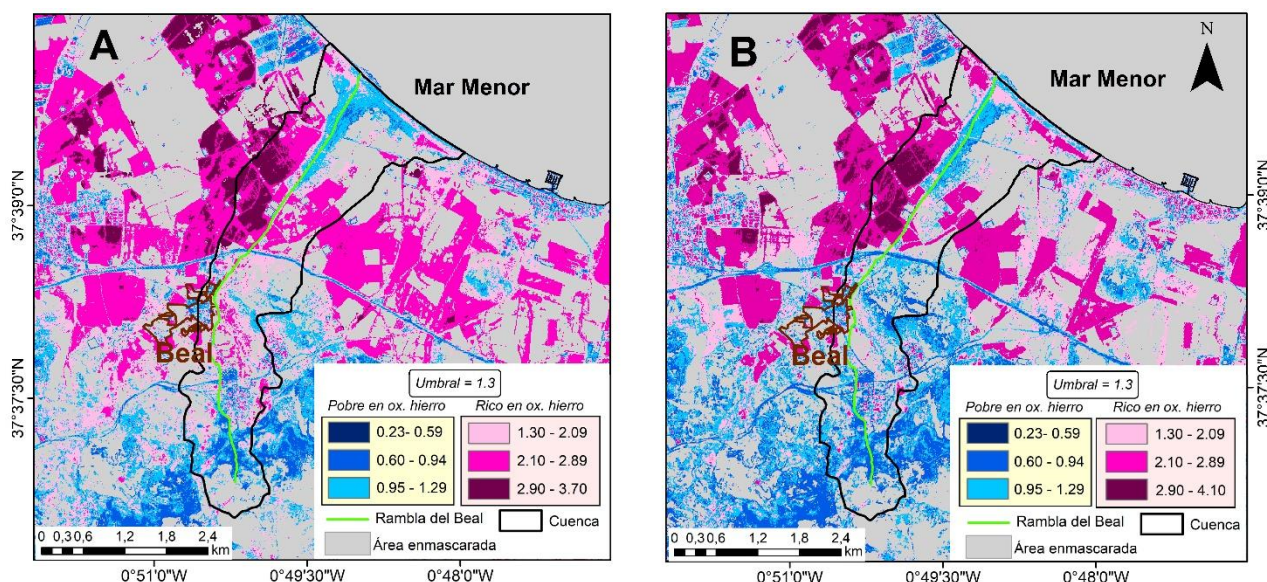 A
Mar Menor
Beal
37°39'0"N
37°37'30"N
Umbral = 1.3
Pobre en ox. hierro
Rico en ox. hierro
0.23- 0.59
1.30 - 2.09
0.60 - 0.94
2.10 - 2.89
0.95 - 1.29
2.90 - 3.70
Rambla del Beal
Cuenca
Área enmascarada
0 0,3 0,6 1,2 1,8 2,4
km
0°51'0"W
0°49'30"W
0°48'0"W
B
N
Mar Menor
Beal
37°39'0"N
37°37'30"N
Umbral = 1.3
Pobre en ox. hierro
Rico en ox. hierro
0.23- 0.59
1.30 - 2.09
0.60 - 0.94
2.10 - 2.89
0.95 - 1.29
2.90 - 4.10
Rambla del Beal
Cuenca
Área enmascarada
0 0,3 0,6 1,2 1,8 2,4
km
0°51'0"W
0°49'30"W
0°48'0"W